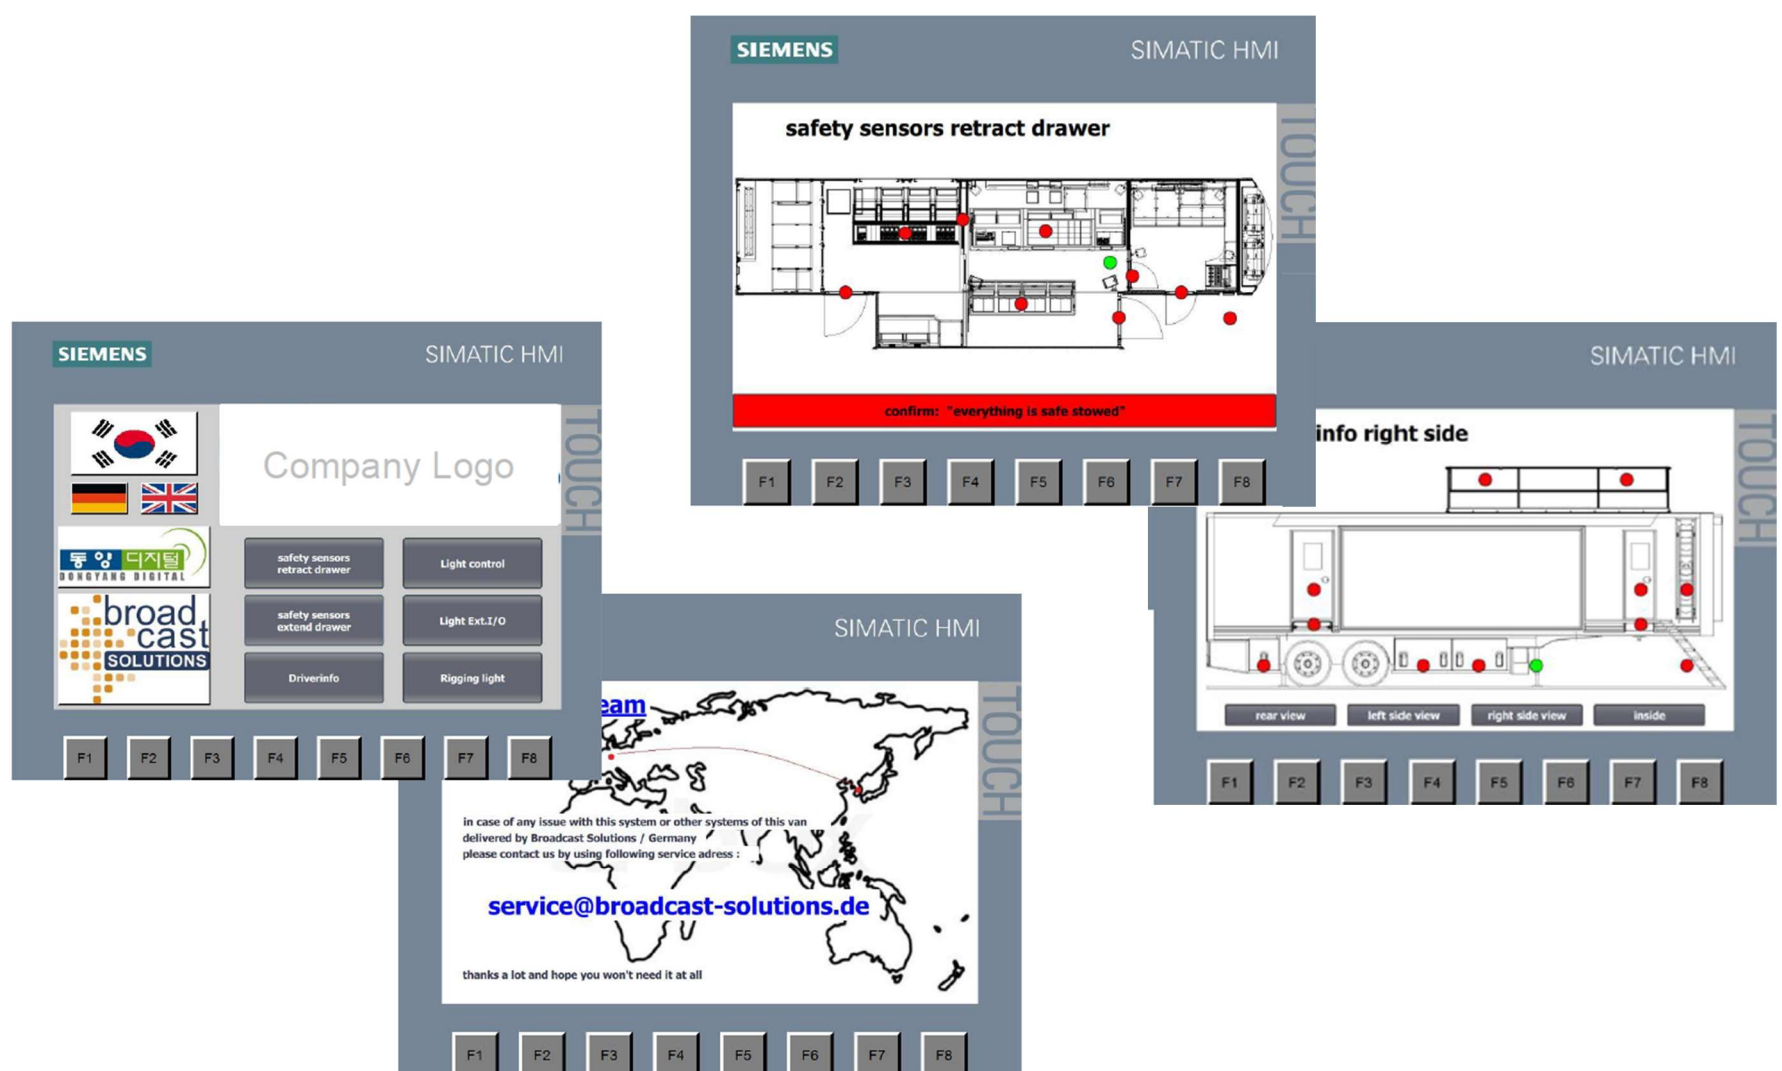 SIEMENS
SIMATIC HMI
TOUCH
safety sensors retract drawer
confirm: "everything is safe stowed"
F1 F2 F3 F4 F5 F6 F7 F8
SIEMENS
SIMATIC HMI
TOUCH
Company Logo
동양 디지털
DONGYANG DIGITAL
broad
cast
SOLUTIONS
safety sensors
retract drawer
Light control
safety sensors
extend drawer
Light Ext.I/O
Driverinfo
Rigging light
F1 F2 F3 F4 F5 F6 F7 F8
SIMATIC HMI
TOUCH
info right side
rear view
left side view
right side view
inside
F1 F2 F3 F4 F5 F6 F7 F8
SIMATIC HMI
TOUCH
eam
in case of any issue with this system or other systems of this van
delivered by Broadcast Solutions / Germany
please contact us by using following service adress :
service@broadcast-solutions.de
thanks a lot and hope you won't need it at all
F1 F2 F3 F4 F5 F6 F7 F8